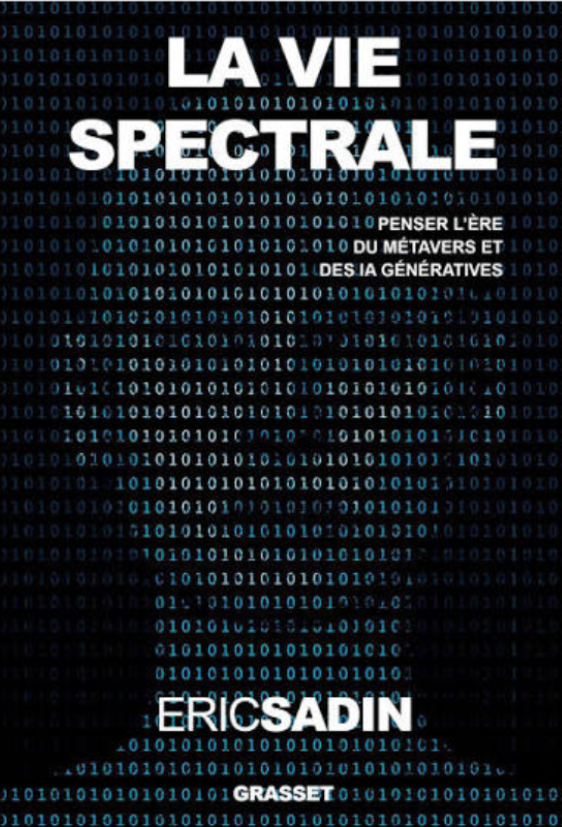 LA VIE
SPECTRALE
PENSER L'ÈRE
DU MÉTAVERS ET
DES IA GÉNÉRATIVES
ERICSADIN
GRASSET